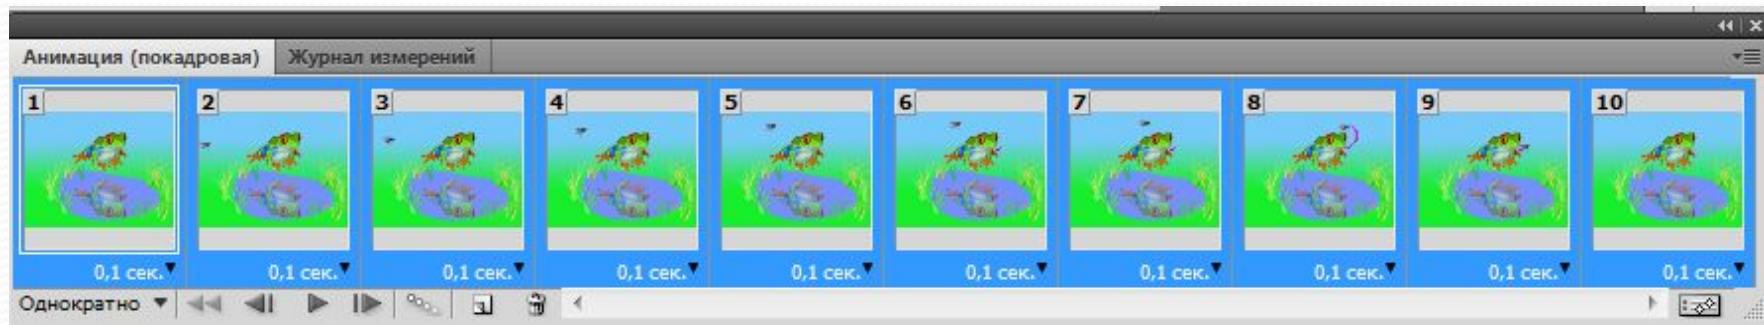 Анимация (покадровая) Журнал измерений
1 2 3 4 5 6 7 8 9 10
0,1 сек. 0,1 сек. 0,1 сек. 0,1 сек. 0,1 сек. 0,1 сек. 0,1 сек. 0,1 сек. 0,1 сек. 0,1 сек.
Однократно